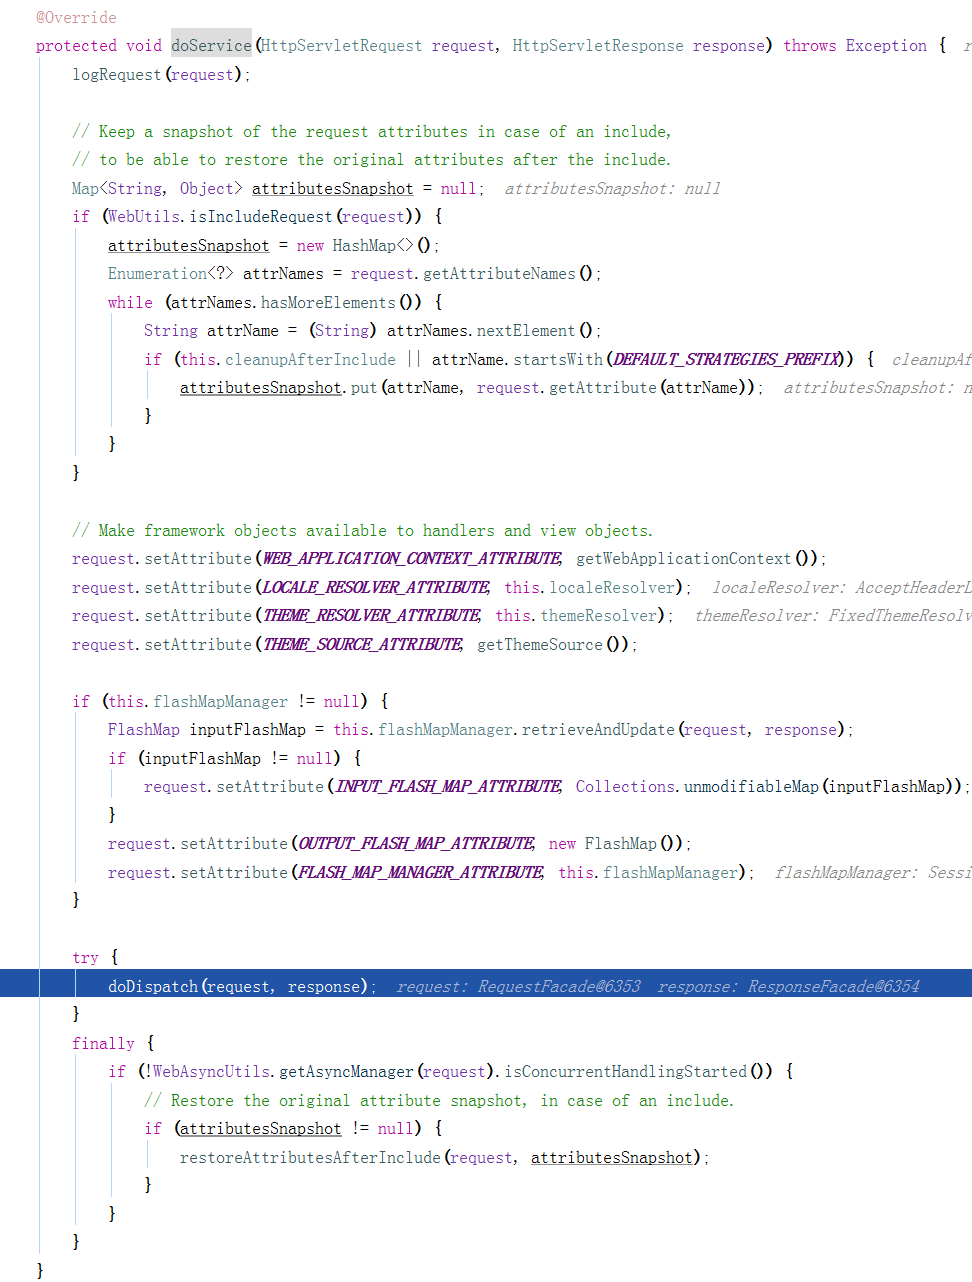 @Override
protected void doService(HttpServletRequest request, HttpServletResponse response) throws Exception {  r
    logRequest(request);

    // Keep a snapshot of the request attributes in case of an include,
    // to be able to restore the original attributes after the include.
    Map<String, Object> attributesSnapshot = null;  attributesSnapshot: null
    if (WebUtils.isIncludeRequest(request)) {
        attributesSnapshot = new HashMap<>();
        Enumeration<?> attrNames = request.getAttributeNames();
        while (attrNames.hasMoreElements()) {
            String attrName = (String) attrNames.nextElement();
            if (this.cleanupAfterInclude || attrName.startsWith(DEFAULT_STRATEGIES_PREFIX)) {  cleanupAf
                attributesSnapshot.put(attrName, request.getAttribute(attrName));  attributesSnapshot: n
            }
        }
    }

    // Make framework objects available to handlers and view objects.
    request.setAttribute(WEB_APPLICATION_CONTEXT_ATTRIBUTE, getWebApplicationContext());
    request.setAttribute(LOCALE_RESOLVER_ATTRIBUTE, this.localeResolver);  localeResolver: AcceptHeaderL
    request.setAttribute(THEME_RESOLVER_ATTRIBUTE, this.themeResolver);  themeResolver: FixedThemeResolv
    request.setAttribute(THEME_SOURCE_ATTRIBUTE, getThemeSource());

    if (this.flashMapManager != null) {
        FlashMap inputFlashMap = this.flashMapManager.retrieveAndUpdate(request, response);
        if (inputFlashMap != null) {
            request.setAttribute(INPUT_FLASH_MAP_ATTRIBUTE, Collections.unmodifiableMap(inputFlashMap));
        }
        request.setAttribute(OUTPUT_FLASH_MAP_ATTRIBUTE, new FlashMap());
        request.setAttribute(FLASH_MAP_MANAGER_ATTRIBUTE, this.flashMapManager);  flashMapManager: Sessi
    }

    try {
        doDispatch(request, response);  request: RequestFacade@6353  response: ResponseFacade@6354
    }
    finally {
        if (!WebAsyncUtils.getAsyncManager(request).isConcurrentHandlingStarted()) {
            // Restore the original attribute snapshot, in case of an include.
            if (attributesSnapshot != null) {
                restoreAttributesAfterInclude(request, attributesSnapshot);
            }
        }
    }
}